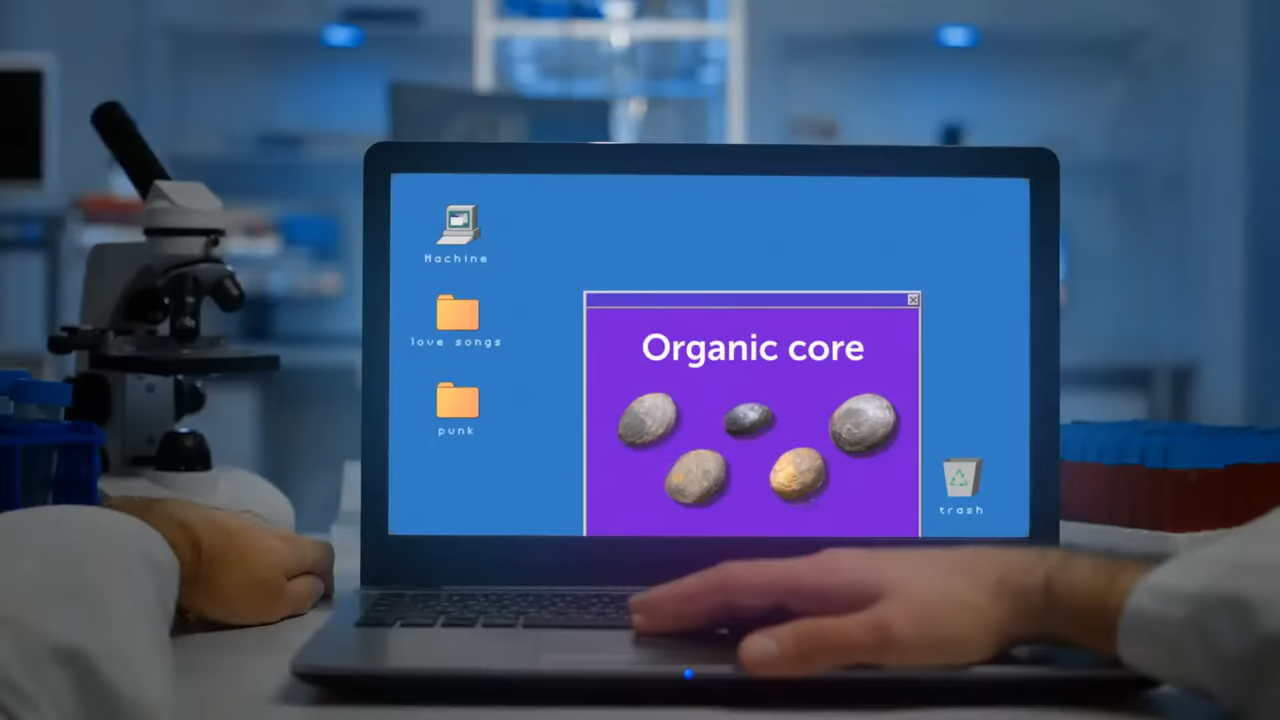 Machine
love songs
punk
Organic core
trash